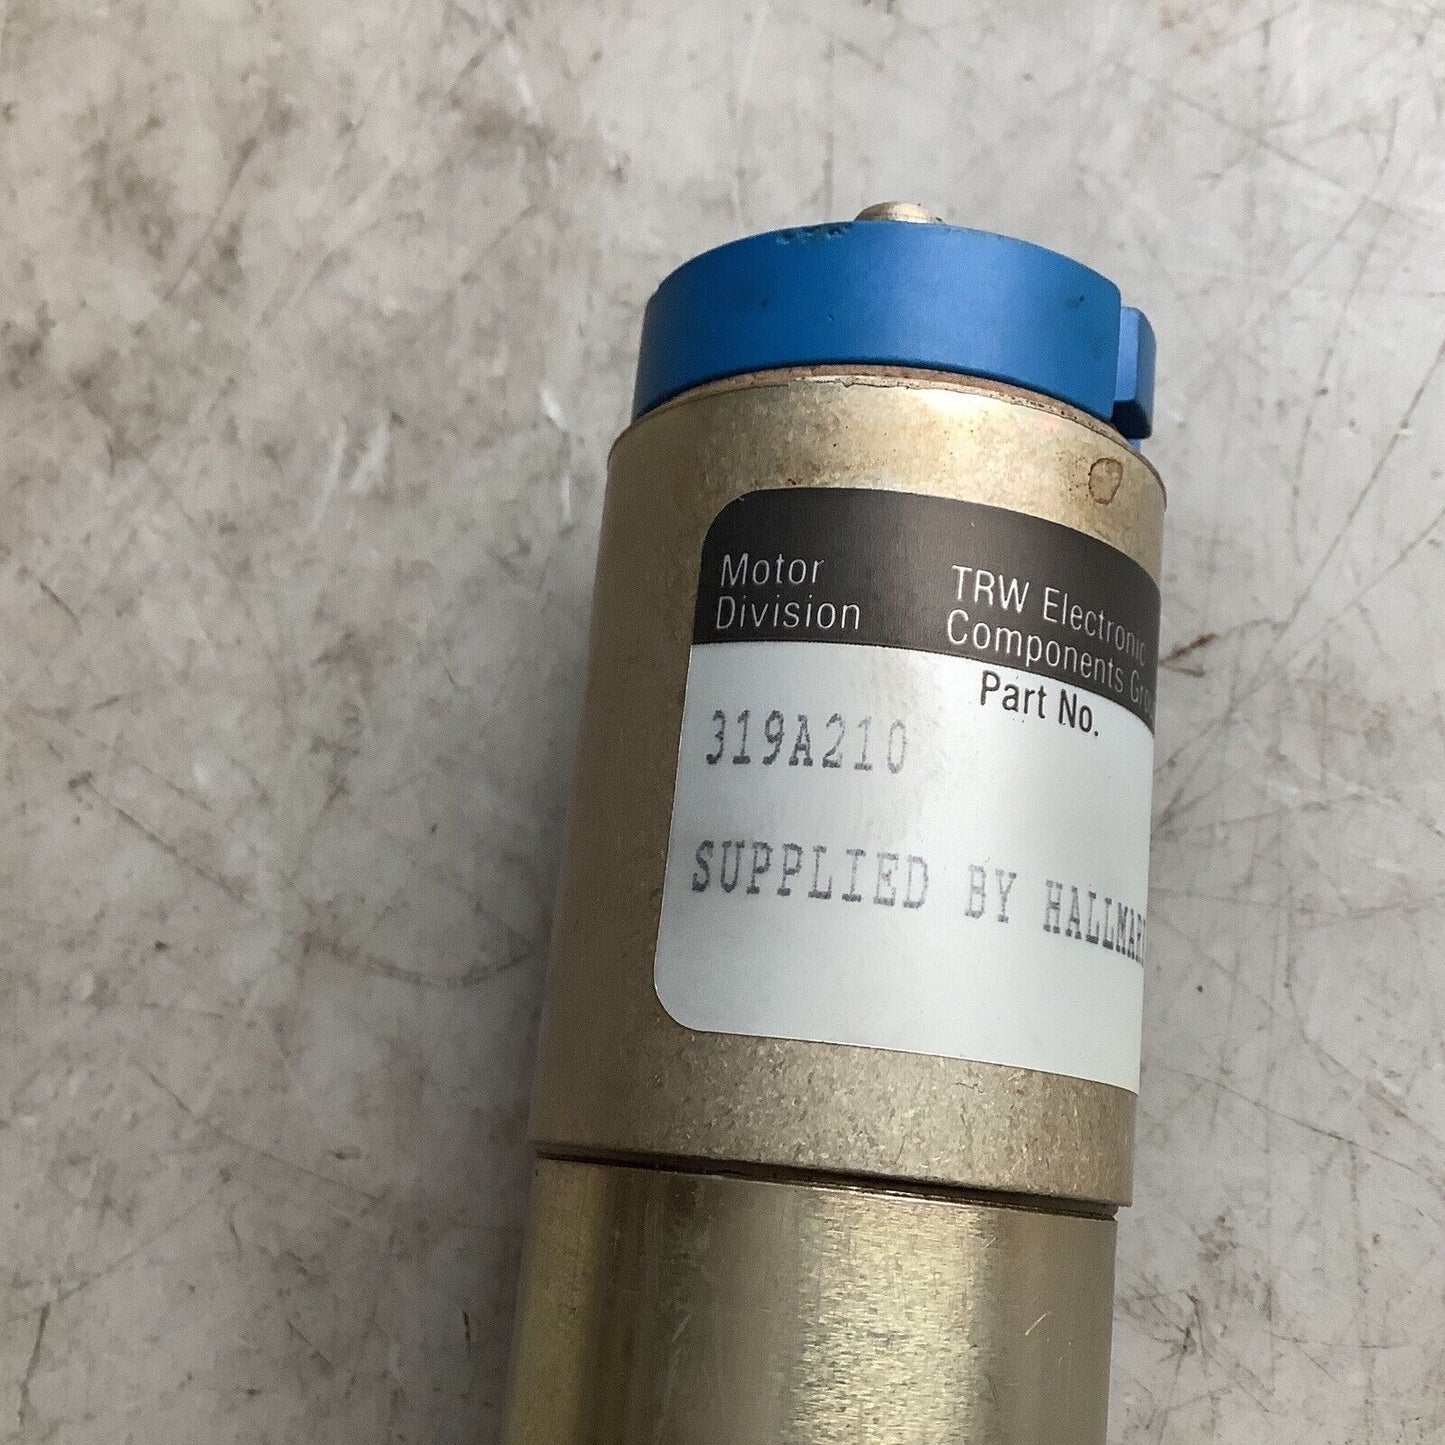 Motor
Division
TRW Electronic
Components
Part No.
319A210
SUPPLIED BY